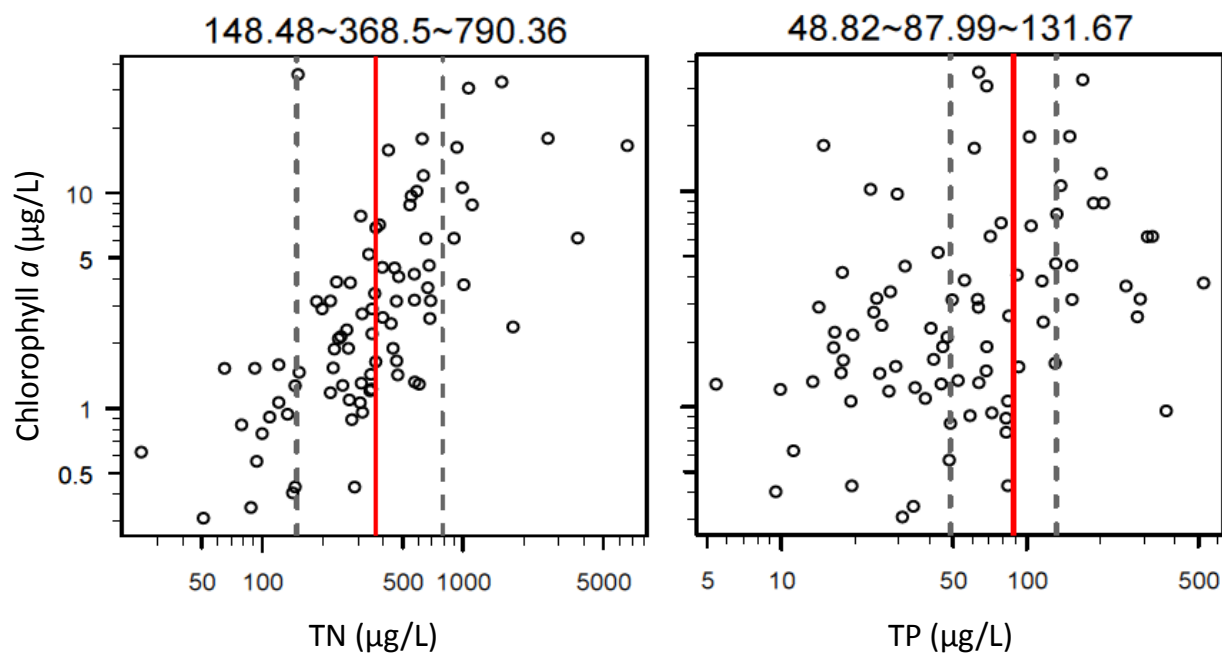 148.48~368.5~790.36
48.82~87.99~131.67
Chlorophyll a (µg/L)
10
5
1
0.5
50 100 500 1000 5000
5 10 50 100 500
TN (µg/L)
TP (µg/L)